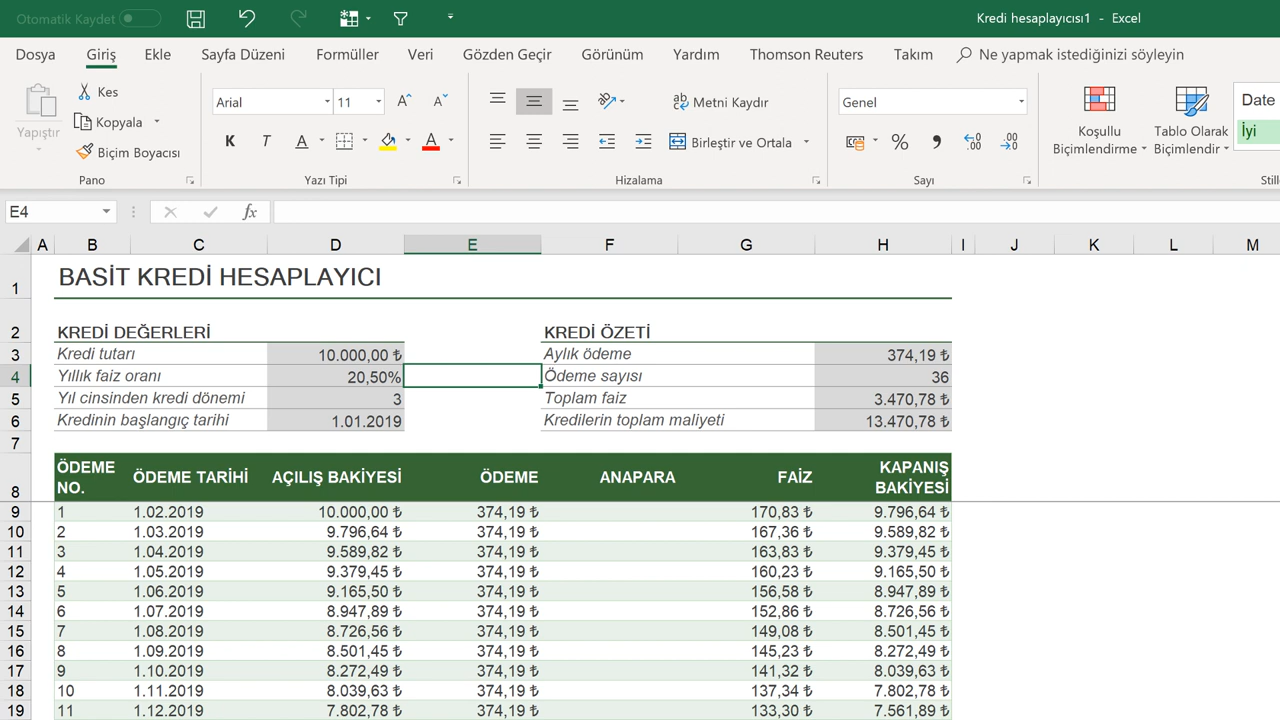 Otomatik Kaydet
Kredi hesaplayıcısı1 - Excel
Dosya Giriş Ekle Sayfa Düzeni Formüller Veri Gözden Geçir Görünüm Yardım Thomson Reuters Takım Ne yapmak istediğinizi söyleyin
Yapıştır
Kes
Kopyala
Biçim Boyacısı
Pano
Arial 11
K T A A
Yazı Tipi
Metni Kaydır
Birleştir ve Ortala
Hizalama
Genel
%
Sayı
Koşullu
Biçimlendirme
Tablo Olarak
Biçimlendir
Date
İyi
Still
E4 fx
A B C D E F G H I J K L M
1 BASİT KREDİ HESAPLAYICI
2 KREDİ DEĞERLERİ KREDİ ÖZETİ
3 Kredi tutarı 10.000,00 ₺ Aylık ödeme 374,19 ₺
4 Yıllık faiz oranı 20,50% Ödeme sayısı 36
5 Yıl cinsinden kredi dönemi 3 Toplam faiz 3.470,78 ₺
6 Kredinin başlangıç tarihi 1.01.2019 Kredilerin toplam maliyeti 13.470,78 ₺
7
8 ÖDEME NO. ÖDEME TARİHİ AÇILIŞ BAKİYESİ ÖDEME ANAPARA FAİZ KAPANIŞ BAKİYESİ
9 1 1.02.2019 10.000,00 ₺ 374,19 ₺ 170,83 ₺ 9.796,64 ₺
10 2 1.03.2019 9.796,64 ₺ 374,19 ₺ 167,36 ₺ 9.589,82 ₺
11 3 1.04.2019 9.589,82 ₺ 374,19 ₺ 163,83 ₺ 9.379,45 ₺
12 4 1.05.2019 9.379,45 ₺ 374,19 ₺ 160,23 ₺ 9.165,50 ₺
13 5 1.06.2019 9.165,50 ₺ 374,19 ₺ 156,58 ₺ 8.947,89 ₺
14 6 1.07.2019 8.947,89 ₺ 374,19 ₺ 152,86 ₺ 8.726,56 ₺
15 7 1.08.2019 8.726,56 ₺ 374,19 ₺ 149,08 ₺ 8.501,45 ₺
16 8 1.09.2019 8.501,45 ₺ 374,19 ₺ 145,23 ₺ 8.272,49 ₺
17 9 1.10.2019 8.272,49 ₺ 374,19 ₺ 141,32 ₺ 8.039,63 ₺
18 10 1.11.2019 8.039,63 ₺ 374,19 ₺ 137,34 ₺ 7.802,78 ₺
19 11 1.12.2019 7.802,78 ₺ 374,19 ₺ 133,30 ₺ 7.561,89 ₺